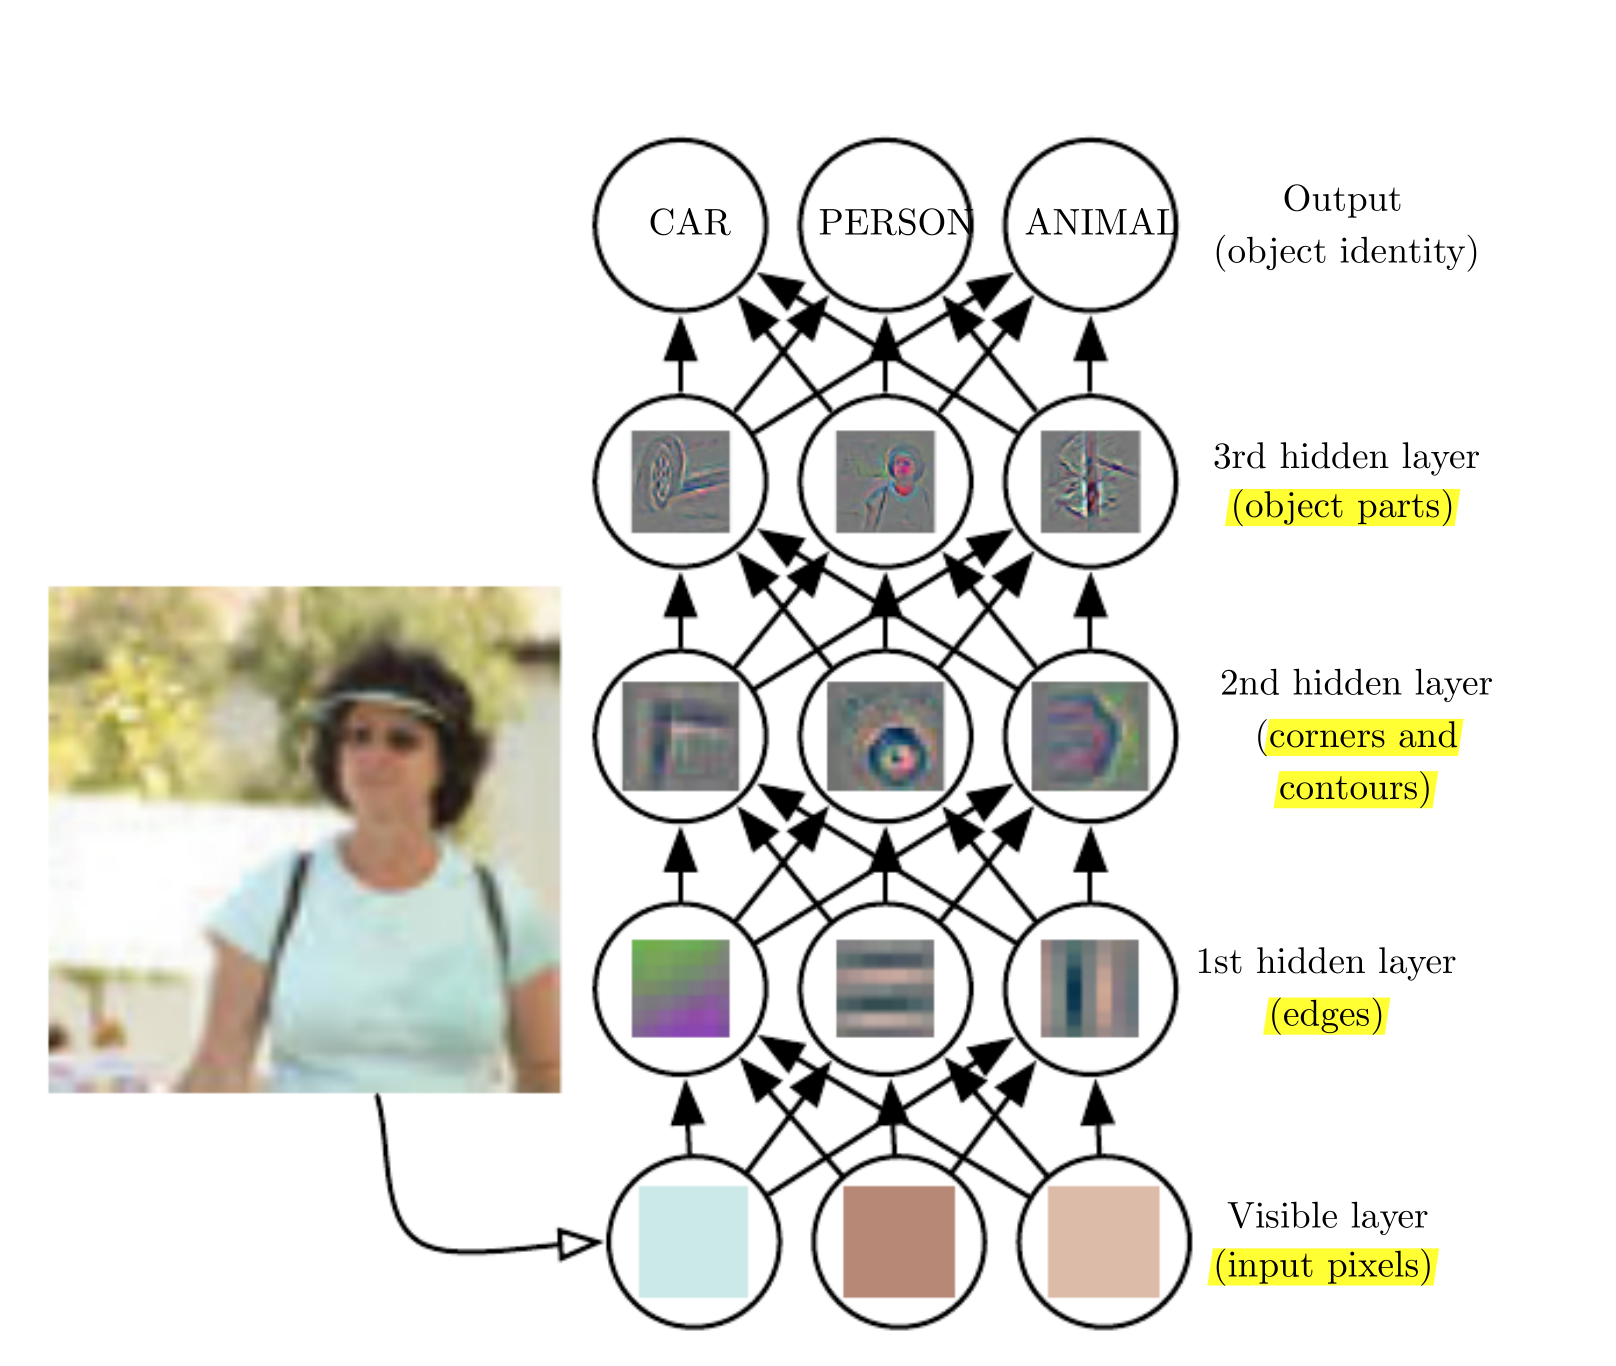 CAR PERSON ANIMAL
Output
(object identity)
3rd hidden layer
(object parts)
2nd hidden layer
(corners and
contours)
1st hidden layer
(edges)
Visible layer
(input pixels)